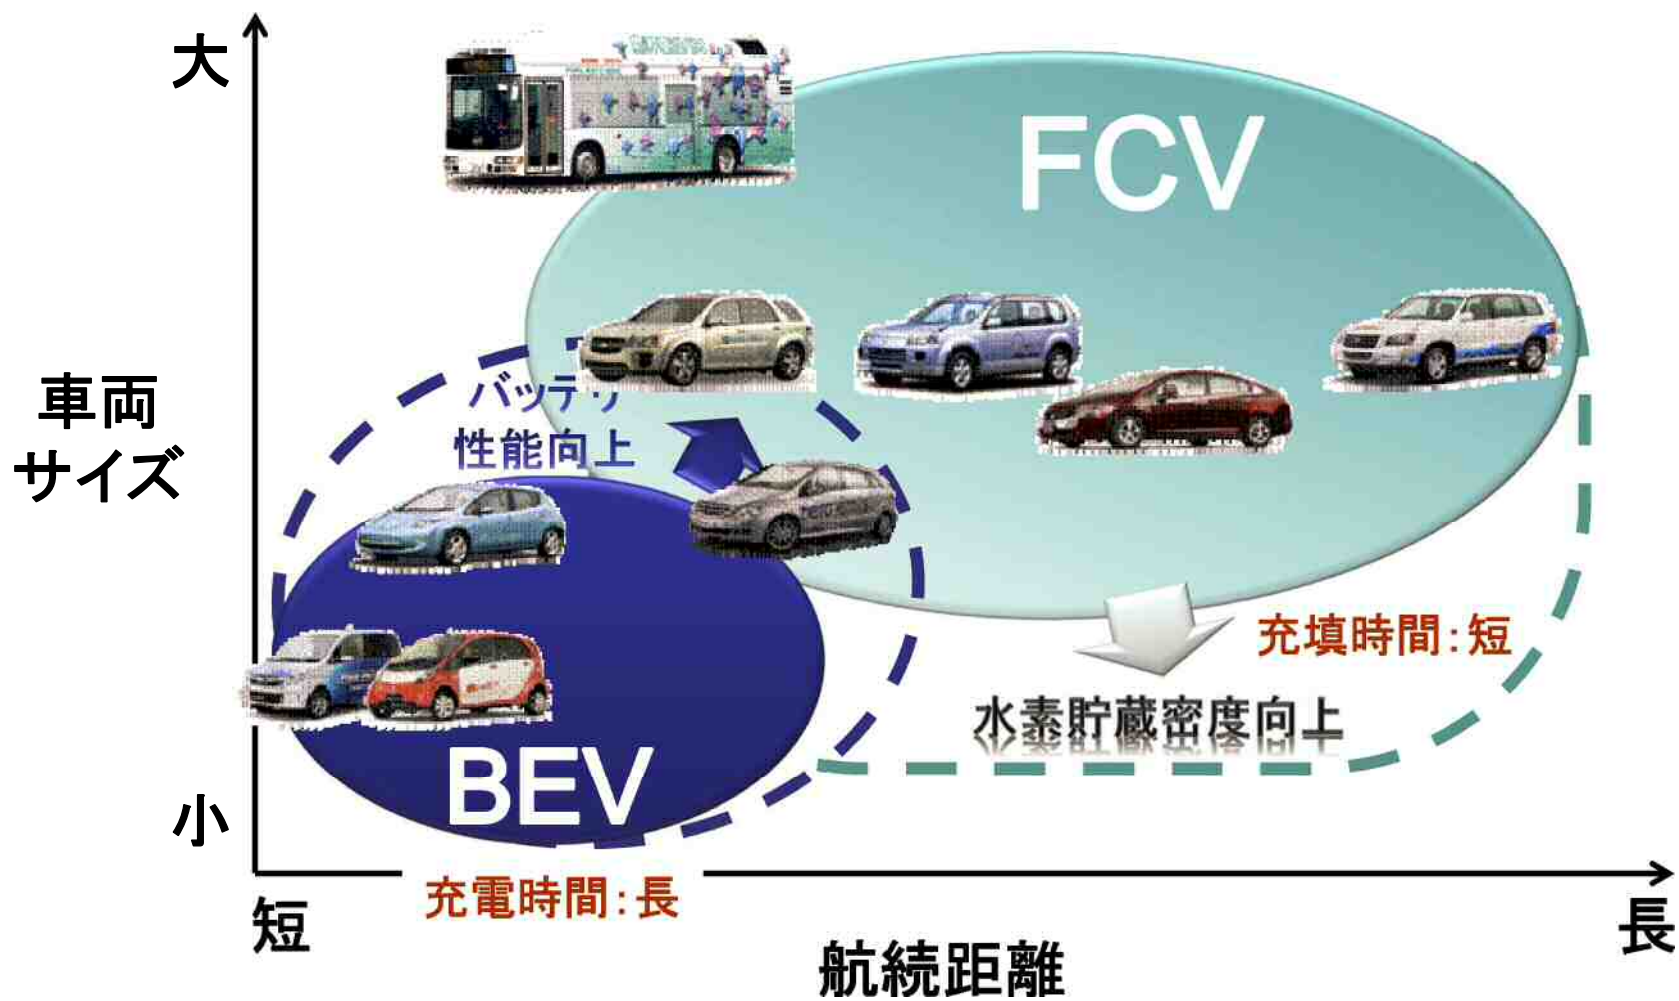 大
FCV
車両
サイズ
バッテリ
性能向上
充填時間:短
水素貯蔵密度向上
BEV
小
充電時間:長
短
長
航続距離